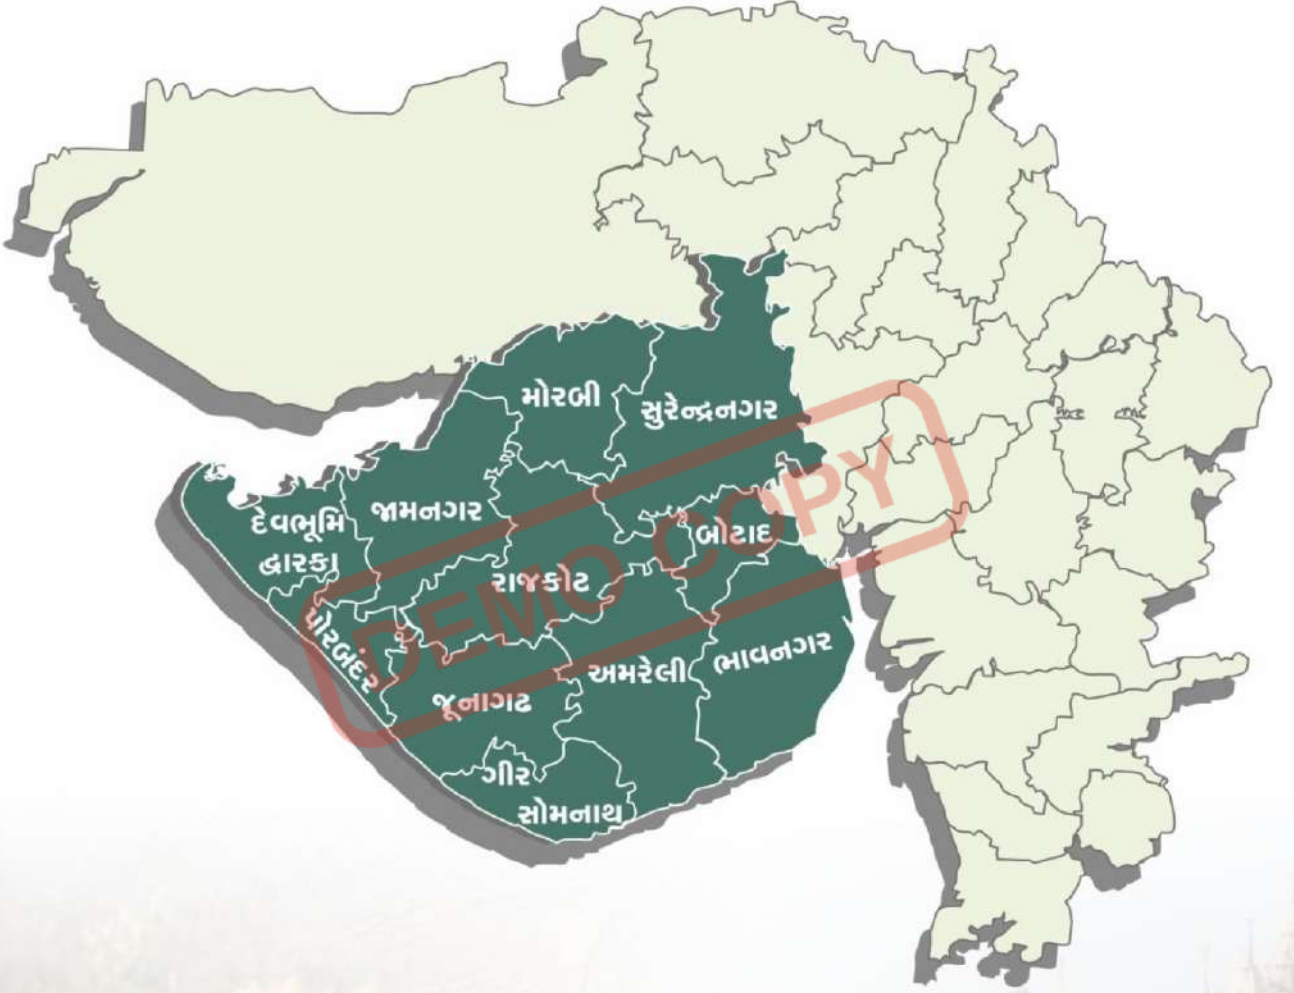 મોરબી
સુરેન્દ્રનગર
જામનગર
દેવભૂમિ
દ્વારકા
બોટાદ
રાજકોટ
પોરબંદર
અમરેલી
ભાવનગર
જૂનાગઢ
ગીર
સોમનાથ
DEMO COPY